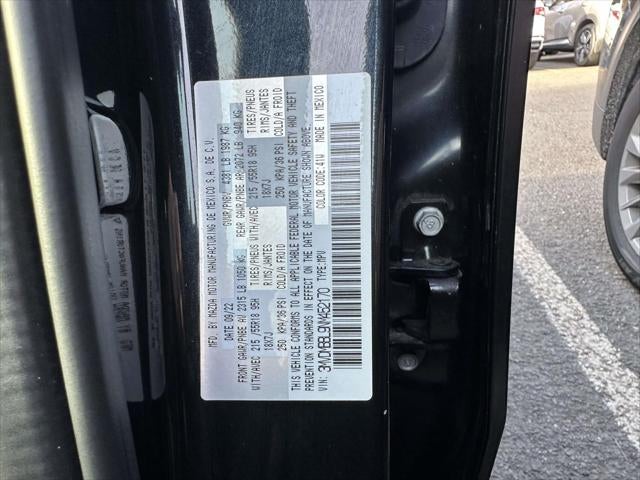 MFD. BY MAZDA MOTOR MANUFACTURING DE MEXICO S.A. DE C.V.
DATE 09/22 GVWR/PNBV 4381 LB 1987 KG
FRONT GAWR/PNBE AV 2315 LB 1050 KG REAR GAWR/PNBE AR 2072 LB 940 KG
WITH/AVEC 215/55R18 95H TIRES/PNEUS WITH/AVEC 215/55R18 95H TIRES/PNEUS
18X7J RIMS/JANTES 18X7J RIMS/JANTES
250 KPA/36 PSI COLD/A FROID 250 KPA/36 PSI COLD/A FROID
THIS VEHICLE CONFORMS TO ALL APPLICABLE FEDERAL MOTOR VEHICLE SAFETY AND THEFT
PREVENTION STANDARDS IN EFFECT ON THE DATE OF MANUFACTURE SHOWN ABOVE.
VIN: 3MVDMBBL9NM452170 TYPE:MPV COLOR CODE:41W MADE IN MEXICO